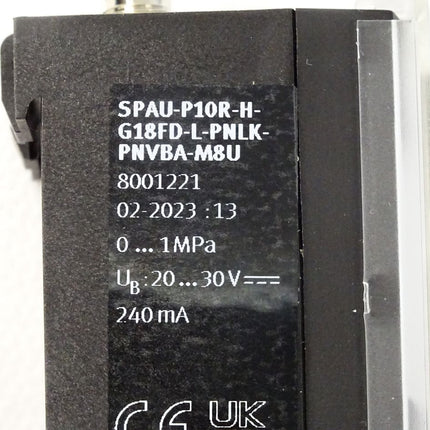 SPAU-P10R-H-
G18FD-L-PNLK-
PNVBA-M8U
8001221
02-2023 :13
0 ... 1MPa
UB:20 ...30V⎓
240 mA
CE UK